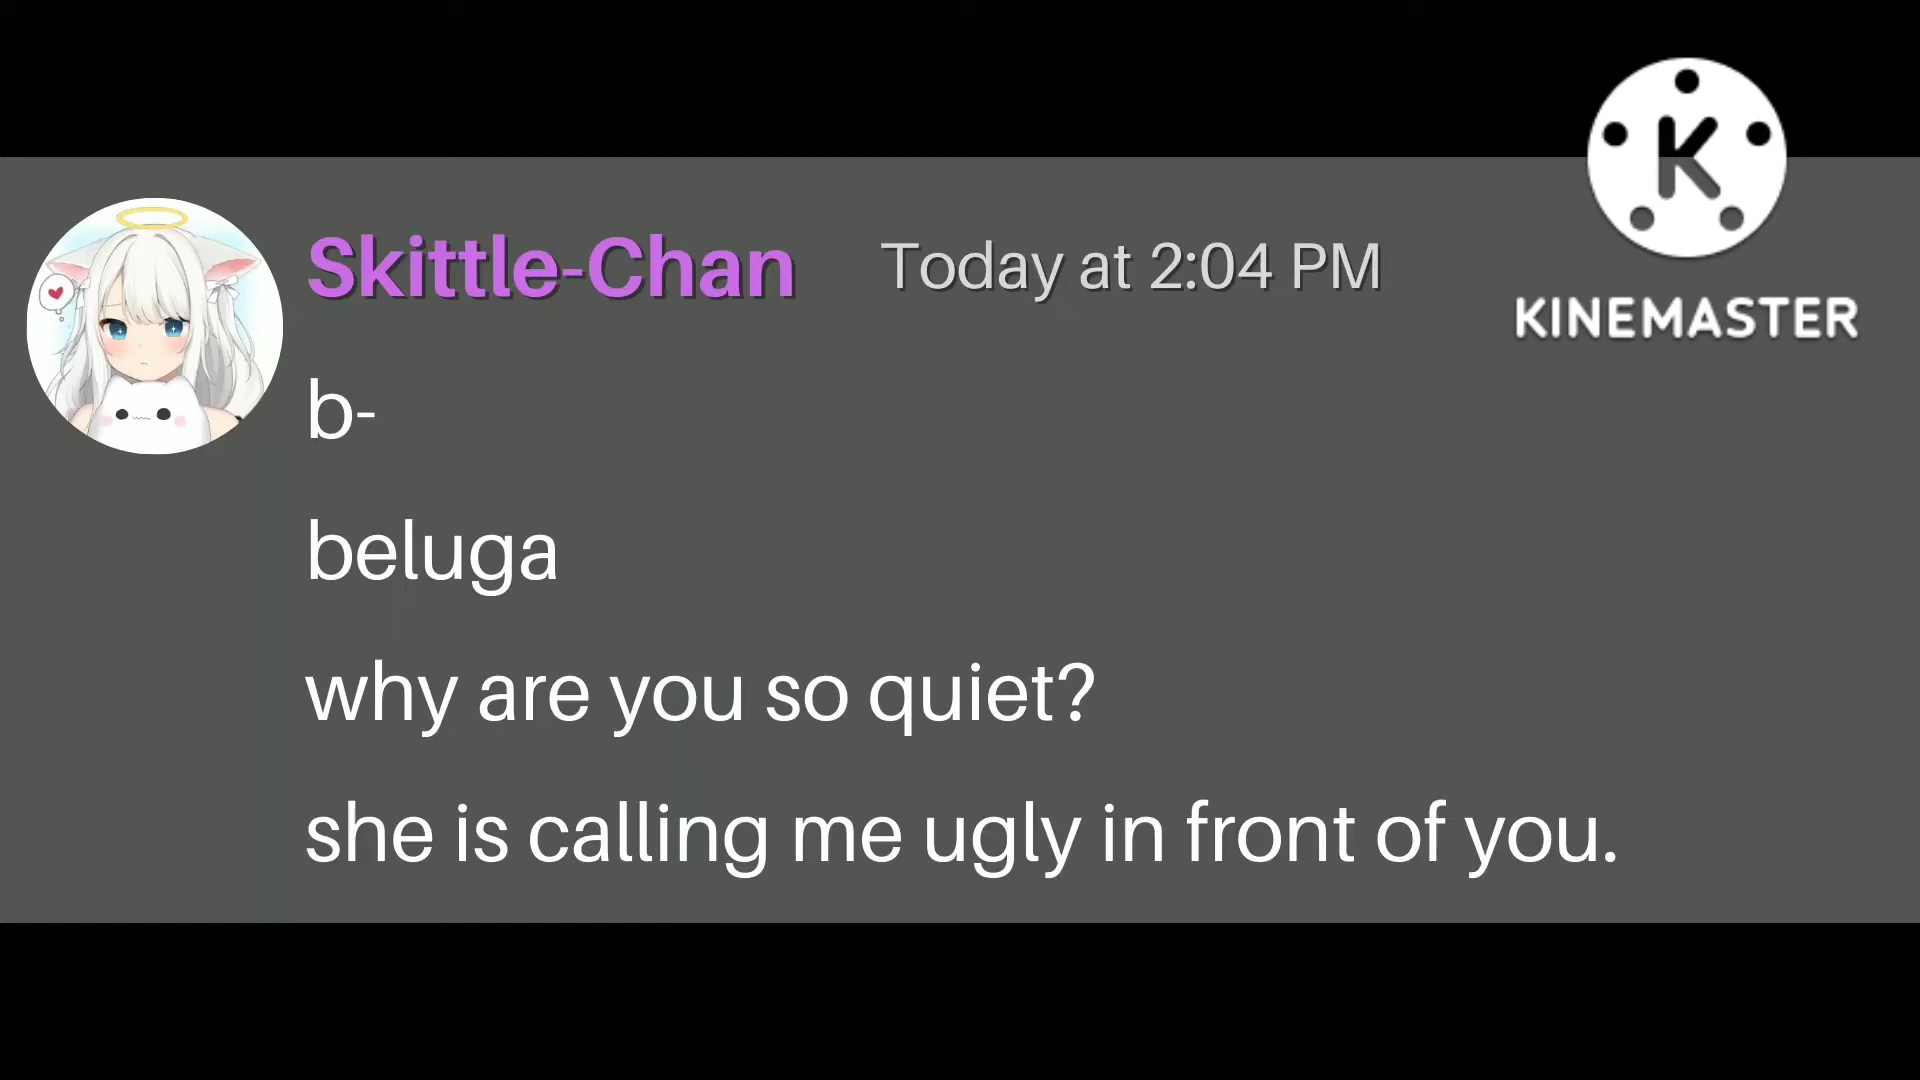 Skittle-Chan Today at 2:04 PM
K
KINEMASTER
b-
beluga
why are you so quiet?
she is calling me ugly in front of you.